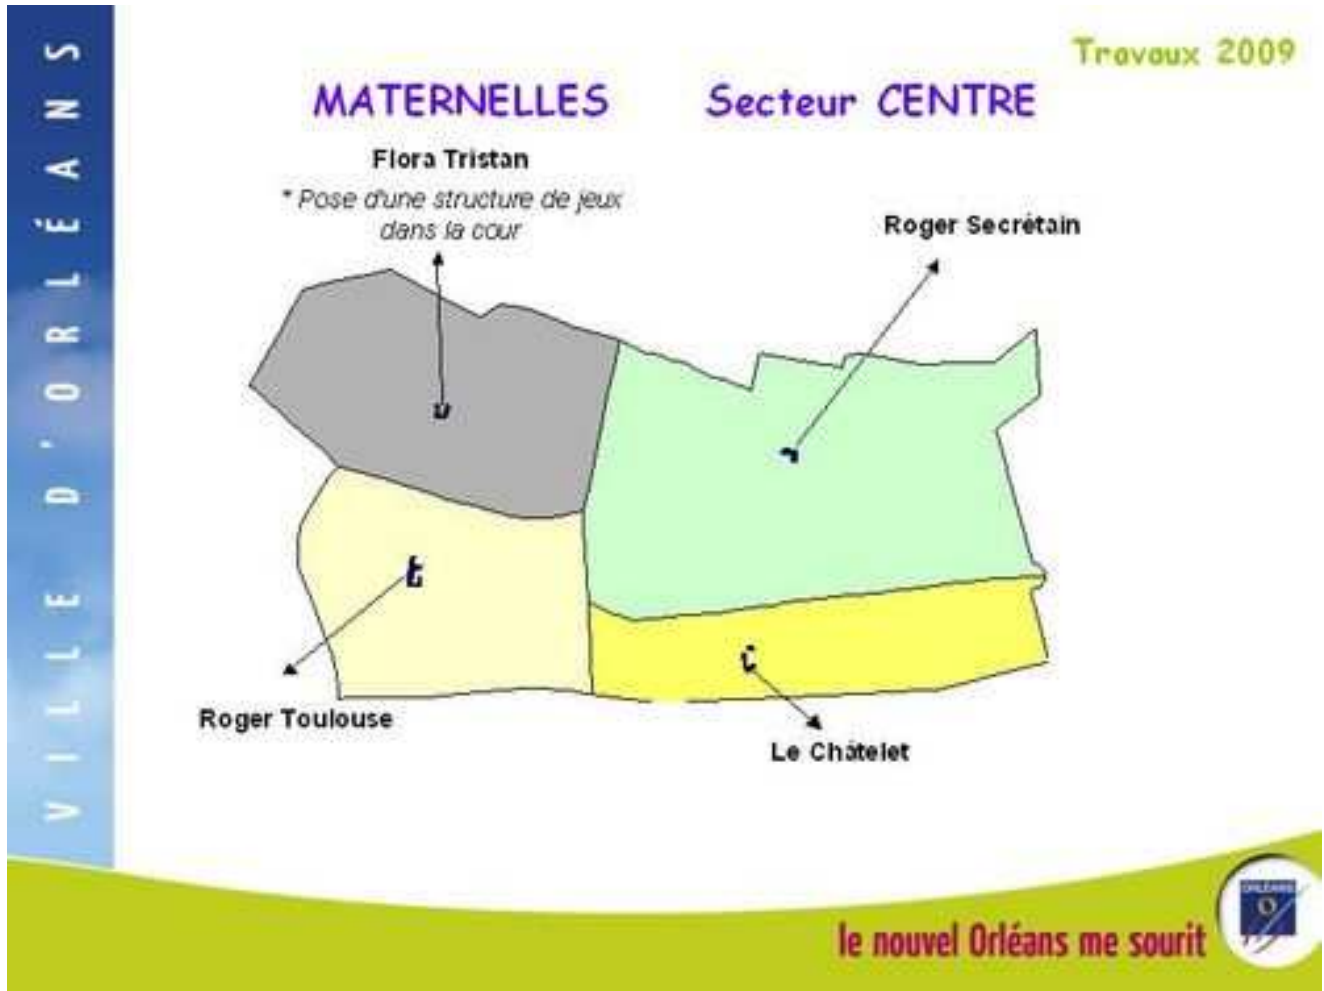 VILLE D'ORLÉANS
Travaux 2009
MATERNELLES Secteur CENTRE
Flora Tristan
* Pose d'une structure de jeux
dans la cour
Roger Secrétain
Roger Toulouse
Le Châtelet
le nouvel Orléans me sourit
ORLÉANS